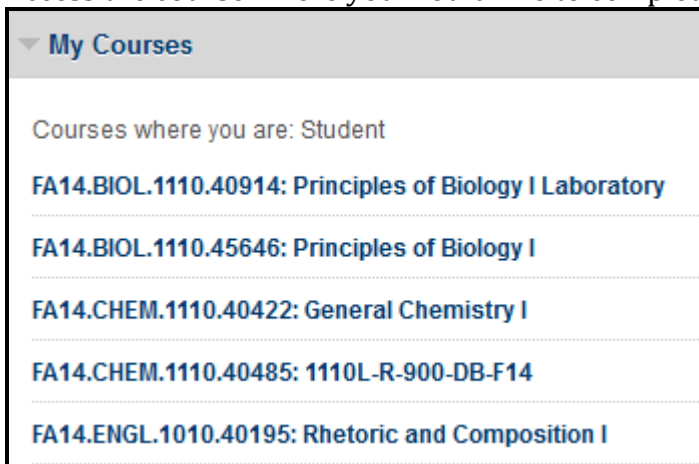 My Courses
Courses where you are: Student
FA14.BIOL.1110.40914: Principles of Biology I Laboratory
FA14.BIOL.1110.45646: Principles of Biology I
FA14.CHEM.1110.40422: General Chemistry I
FA14.CHEM.1110.40485: 1110L-R-900-DB-F14
FA14.ENGL.1010.40195: Rhetoric and Composition I